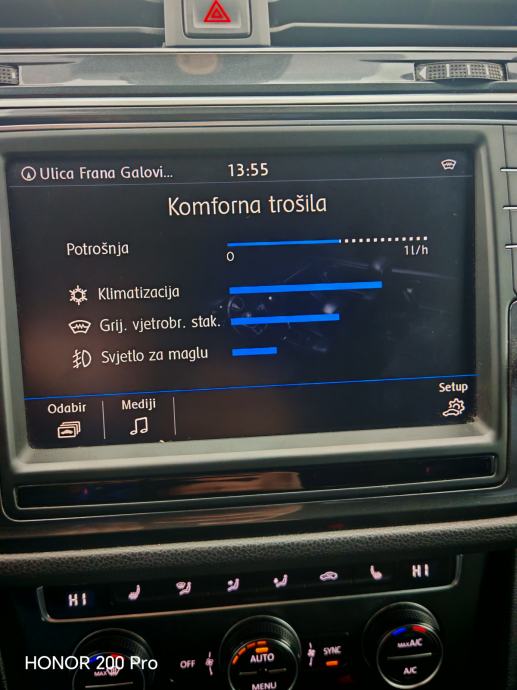 Ulica Frana Galovi...
13:55
Komforna trošila
Potrošnja
0
1l/h
Klimatizacija
Grij. vjetrobr. stak.
Svjetlo za maglu
Odabir
Mediji
Setup
HI
HI
OFF
AUTO
SYNC
MAX A/C
MAX
MENU
A/C
HONOR 200 Pro